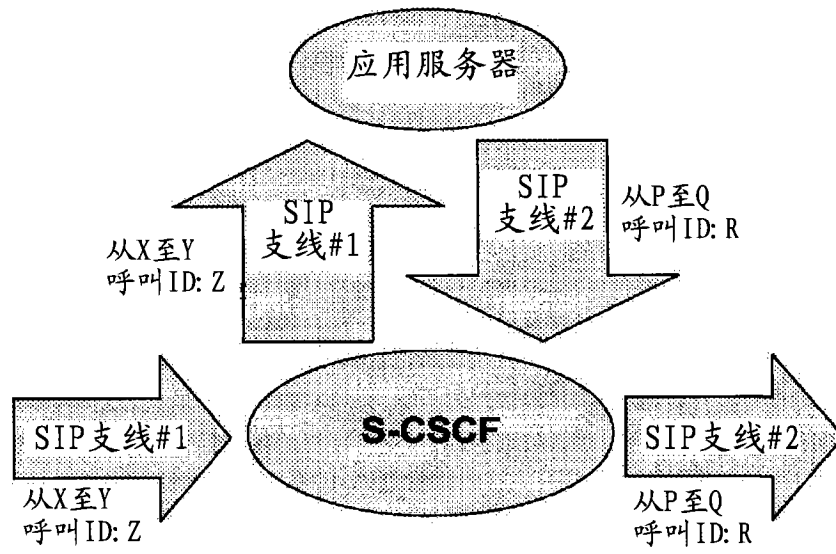 应用服务器
SIP
支线#1
从X至Y
呼叫ID: Z
SIP
支线#2
从P至Q
呼叫ID: R
S-CSCF
SIP支线#1
从X至Y
呼叫ID: Z
SIP支线#2
从P至Q
呼叫ID: R